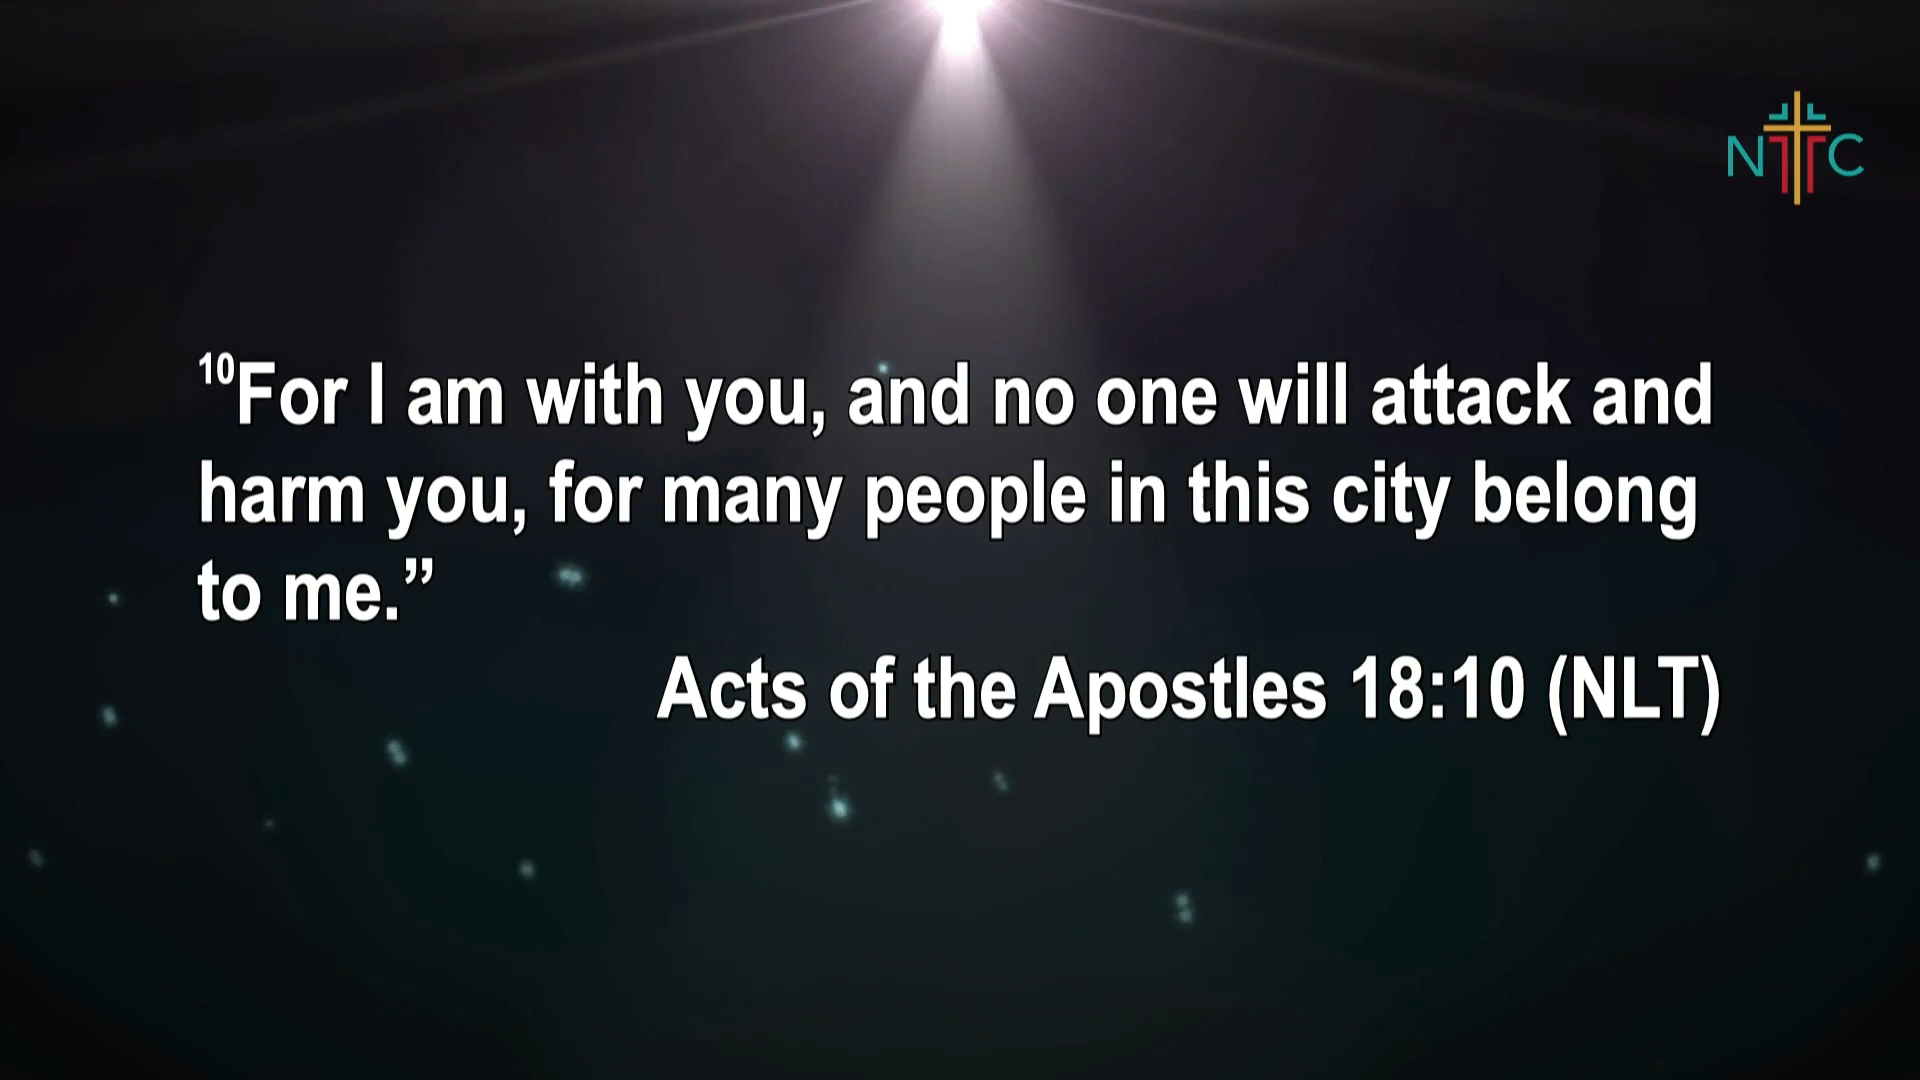 NTC
¹⁰For I am with you, and no one will attack and
harm you, for many people in this city belong
to me.”
Acts of the Apostles 18:10 (NLT)